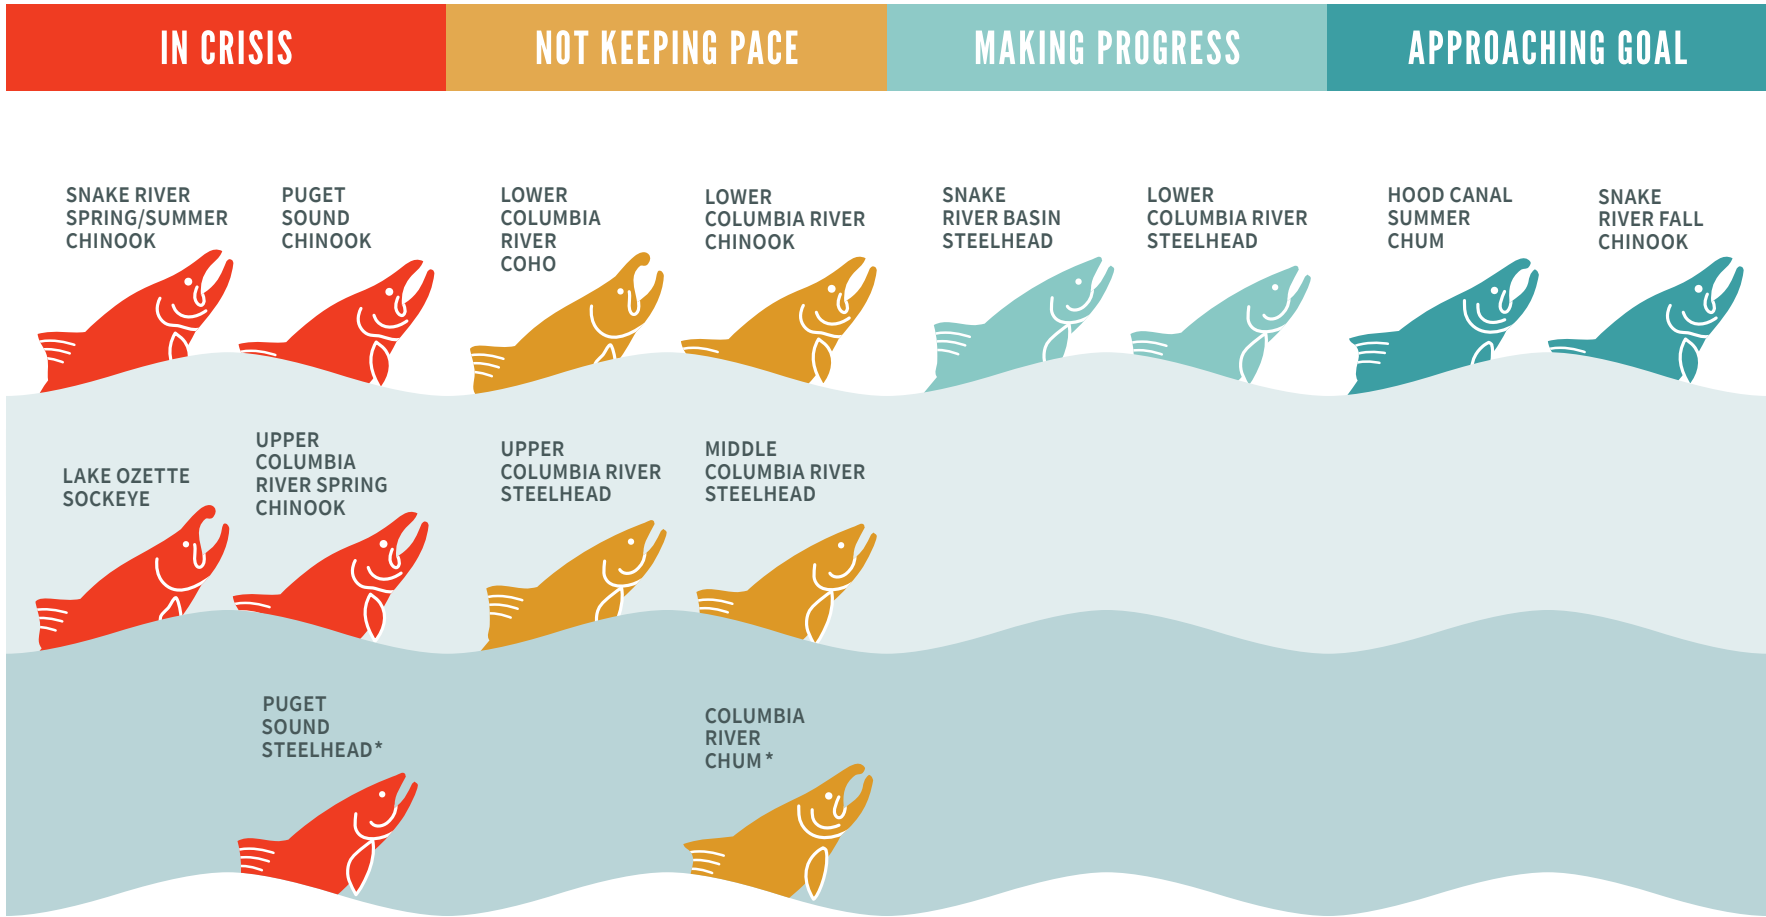 IN CRISIS
NOT KEEPING PACE
MAKING PROGRESS
APPROACHING GOAL
SNAKE RIVER
SPRING/SUMMER
CHINOOK
PUGET
SOUND
CHINOOK
LOWER
COLUMBIA
RIVER
COHO
LOWER
COLUMBIA RIVER
CHINOOK
SNAKE
RIVER BASIN
STEELHEAD
LOWER
COLUMBIA RIVER
STEELHEAD
HOOD CANAL
SUMMER
CHUM
SNAKE
RIVER FALL
CHINOOK
LAKE OZETTE
SOCKEYE
UPPER
COLUMBIA
RIVER SPRING
CHINOOK
UPPER
COLUMBIA RIVER
STEELHEAD
MIDDLE
COLUMBIA RIVER
STEELHEAD
PUGET
SOUND
STEELHEAD*
COLUMBIA
RIVER
CHUM*